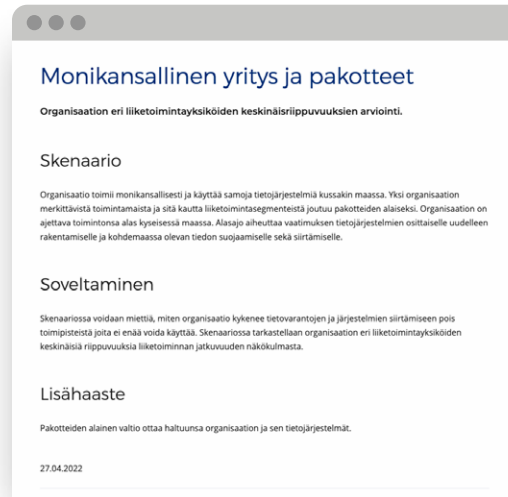 Monikansallinen yritys ja pakotteet
Organisaation eri liiketoimintayksiköiden keskinäisriippuvuuksien arviointi.
Skenaario
Organisaatio toimii monikansallisesti ja käyttää samoja tietojärjestelmiä kussakin maassa. Yksi organisaation
merkittävistä toimintamaista ja sitä kautta liiketoimintasegmenteistä joutuu pakotteiden alaiseksi. Organisaation on
ajettava toimintonsa alas kyseisessä maassa. Alasajo aiheuttaa vaatimuksen tietojärjestelmien osittaiselle uudelleen
rakentamiselle ja kohdemaassa olevan tiedon suojaamiselle sekä siirtämiselle.
Soveltaminen
Skenaariossa voidaan miettiä, miten organisaatio kykenee tietovarantojen ja järjestelmien siirtämiseen pois
toimipisteistä joita ei enää voida käyttää. Skenaariossa tarkastellaan organisaation eri liiketoimintayksiköiden
keskinäisiä riippuvuuksia liiketoiminnan jatkuvuuden näkökulmasta.
Lisähaaste
Pakotteiden alainen valtio ottaa haltuunsa organisaation ja sen tietojärjestelmät.
27.04.2022